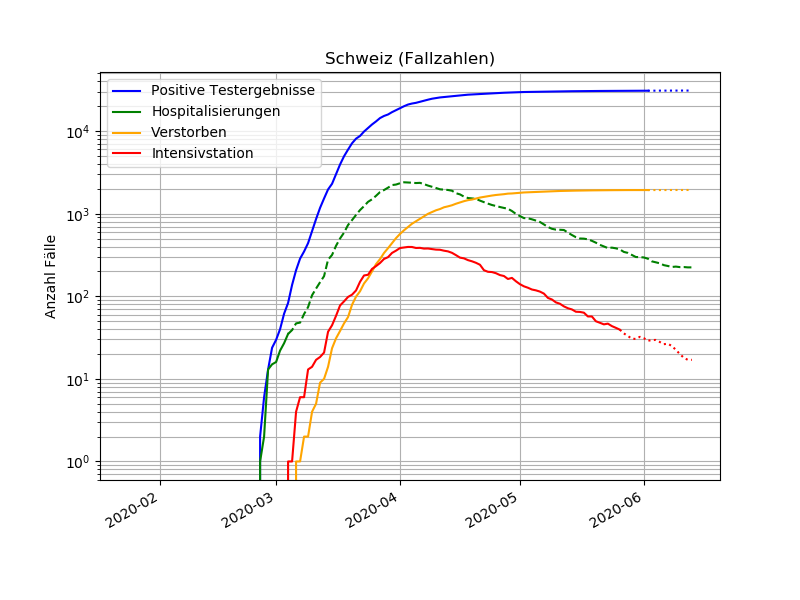 Schweiz (Fallzahlen)
Positive Testergebnisse
Hospitalisierungen
Verstorben
Intensivstation
Anzahl Fälle
10⁴
10³
10²
10¹
10⁰
2020-02
2020-03
2020-04
2020-05
2020-06